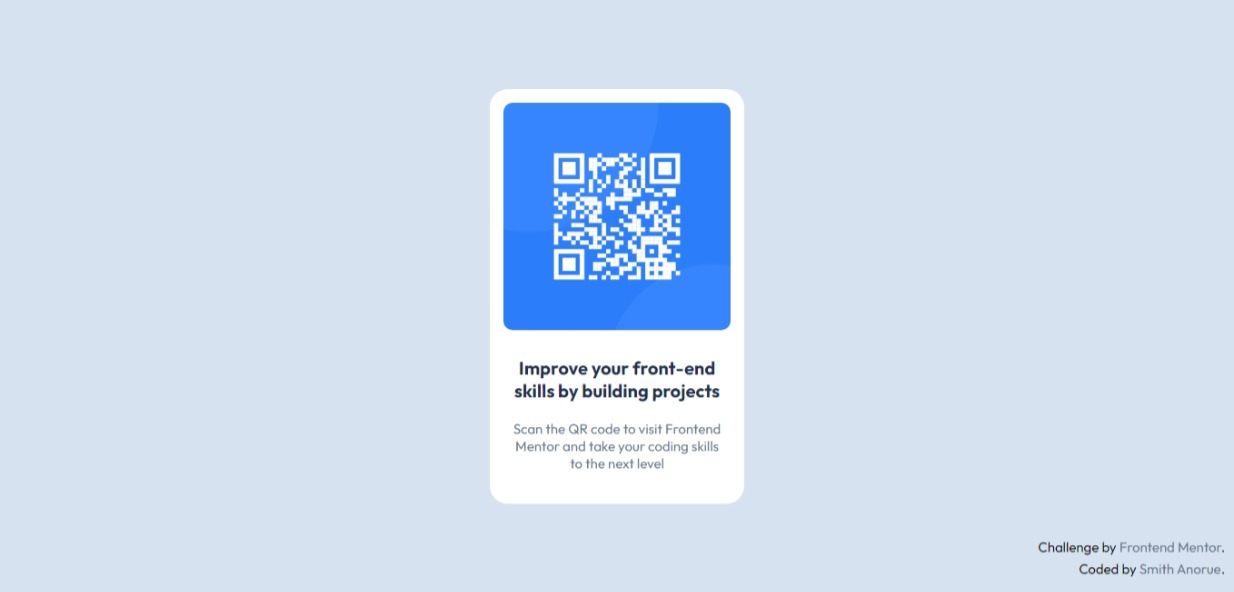 Improve your front-end
skills by building projects
Scan the QR code to visit Frontend
Mentor and take your coding skills
to the next level
Challenge by Frontend Mentor.
Coded by Smith Anorue.